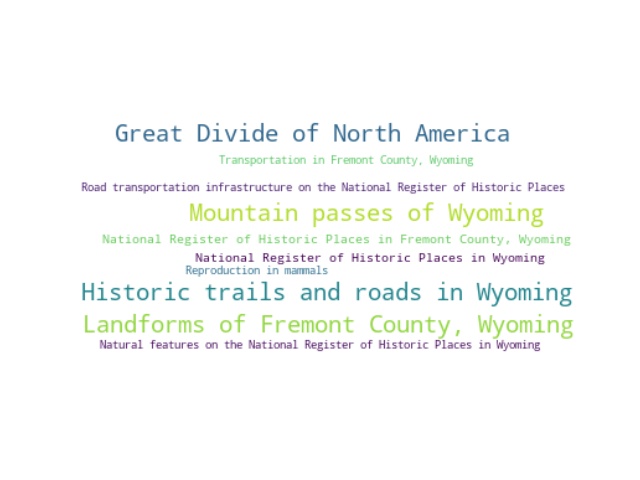 Great Divide of North America
Transportation in Fremont County, Wyoming
Road transportation infrastructure on the National Register of Historic Places
Mountain passes of Wyoming
National Register of Historic Places in Fremont County, Wyoming
National Register of Historic Places in Wyoming
Reproduction in mammals
Historic trails and roads in Wyoming
Landforms of Fremont County, Wyoming
Natural features on the National Register of Historic Places in Wyoming